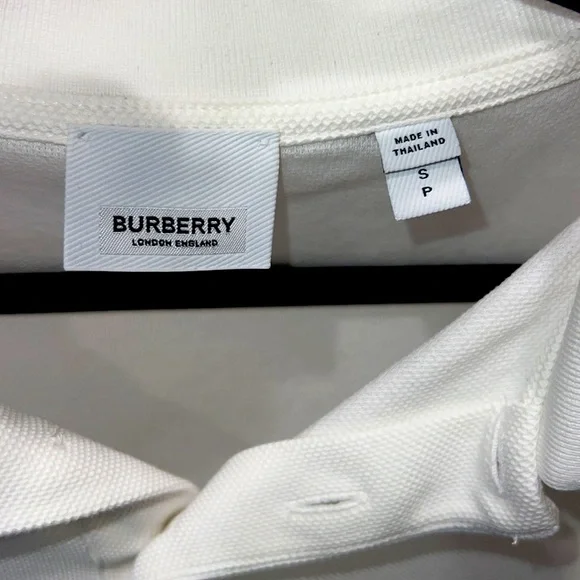 BURBERRY
LONDON ENGLAND
MADE IN
THAILAND
S
P